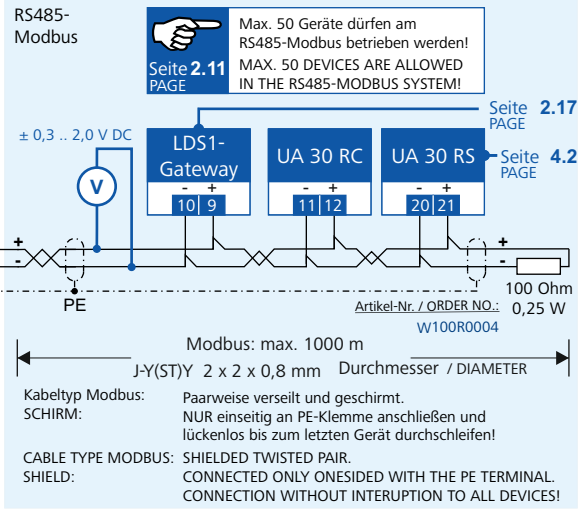 RS485-
Modbus
Seite 2.11
PAGE
Max. 50 Geräte dürfen am
RS485-Modbus betrieben werden!
MAX. 50 DEVICES ARE ALLOWED
IN THE RS485-MODBUS SYSTEM!
Seite 2.17
PAGE
± 0,3 .. 2,0 V DC
LDS1-
Gateway
- +
10 9
UA 30 RC
- +
11 12
UA 30 RS
- +
20 21
Seite 4.2
PAGE
V
+
-
+
-
PE
100 Ohm
0,25 W
Artikel-Nr. / ORDER NO.:
W100R0004
Modbus: max. 1000 m
J-Y(ST)Y 2 x 2 x 0,8 mm Durchmesser / DIAMETER
Kabeltyp Modbus: Paarweise verseilt und geschirmt.
SCHIRM: NUR einseitig an PE-Klemme anschließen und
lückenlos bis zum letzten Gerät durchschleifen!
CABLE TYPE MODBUS: SHIELDED TWISTED PAIR.
SHIELD: CONNECTED ONLY ONESIDED WITH THE PE TERMINAL.
CONNECTION WITHOUT INTERUPTION TO ALL DEVICES!